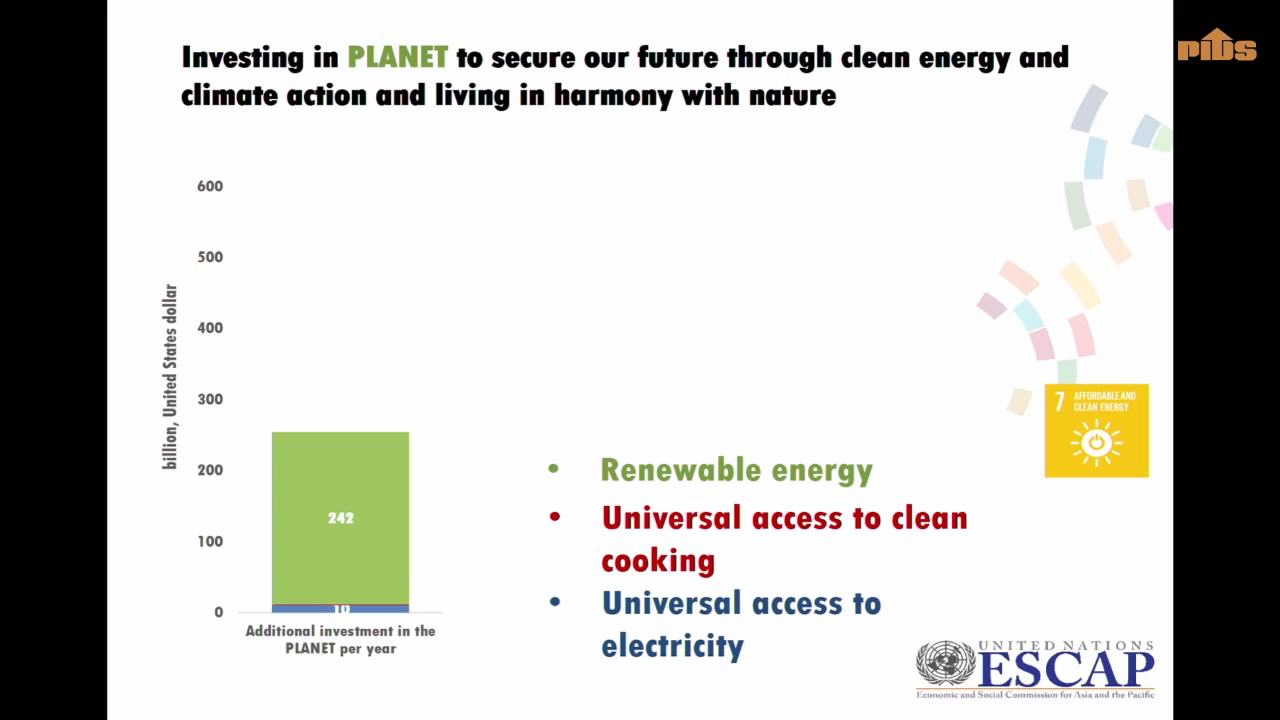 Investing in PLANET to secure our future through clean energy and
climate action and living in harmony with nature
pibs
600
500
400
300
200
100
0
billion, United States dollar
242
10
Additional investment in the
PLANET per year
• Renewable energy
• Universal access to clean
cooking
• Universal access to
electricity
7 AFFORDABLE AND
CLEAN ENERGY
UNITED NATIONS
ESCAP
Economic and Social Commission for Asia and the Pacific